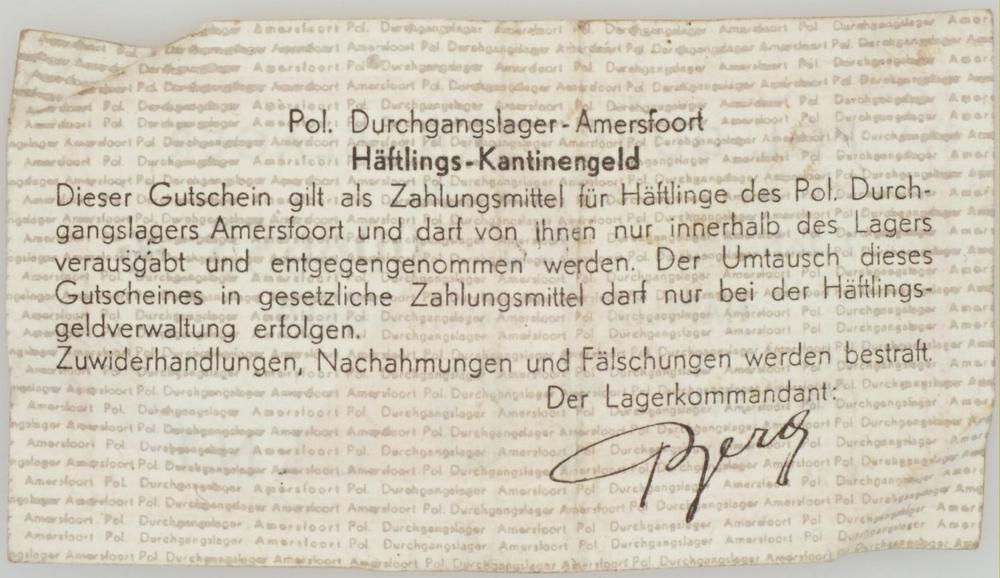 Pol. Durchgangslager-Amersfoort
Häftlings-Kantinengeld
Dieser Gutschein gilt als Zahlungsmittel für Häftlinge des Pol. Durch-
gangslagers Amersfoort und darf von ihnen nur innerhalb des Lagers
verausgabt und entgegengenommen werden. Der Umtausch dieses
Gutscheines in gesetzliche Zahlungsmittel darf nur bei der Häftlings-
geldverwaltung erfolgen.
Zuwiderhandlungen, Nachahmungen und Fälschungen werden bestraft.
Der Lagerkommandant:
Berg